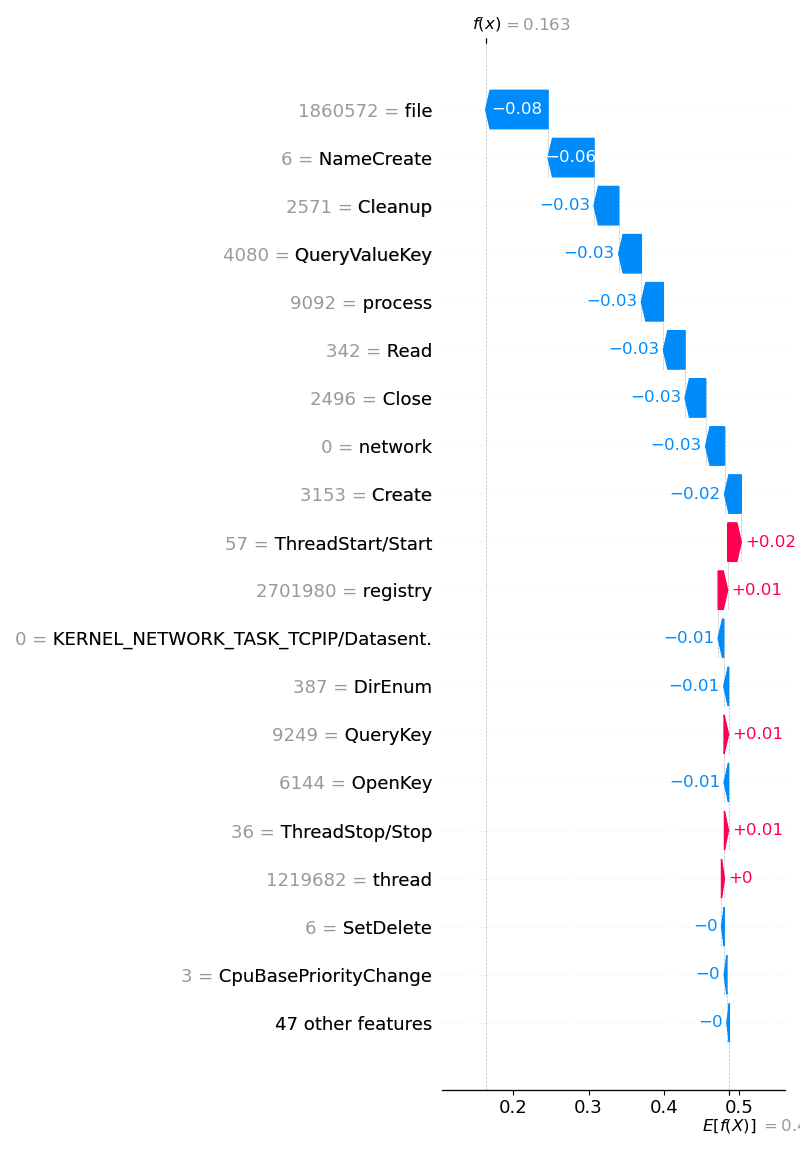 f(x) = 0.163
1860572 = file −0.08
6 = NameCreate −0.06
2571 = Cleanup −0.03
4080 = QueryValueKey −0.03
9092 = process −0.03
342 = Read −0.03
2496 = Close −0.03
0 = network −0.03
3153 = Create −0.02
57 = ThreadStart/Start +0.02
2701980 = registry +0.01
0 = KERNEL_NETWORK_TASK_TCPIP/Datasent. −0.01
387 = DirEnum −0.01
9249 = QueryKey +0.01
6144 = OpenKey −0.01
36 = ThreadStop/Stop +0.01
1219682 = thread +0
6 = SetDelete −0
3 = CpuBasePriorityChange −0
47 other features −0
0.2 0.3 0.4 0.5
E[f(X)] = 0.4